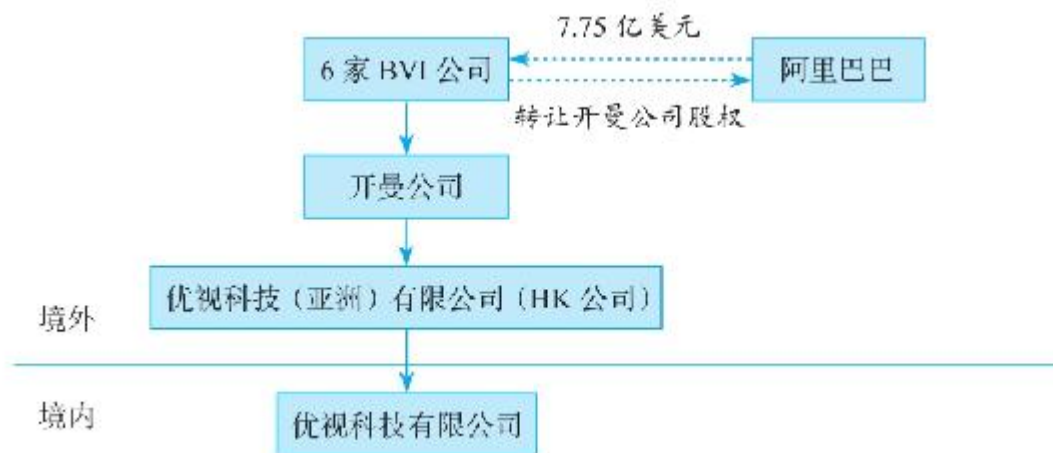 7.75 亿美元
6 家 BVI 公司
阿里巴巴
转让开曼公司股权
开曼公司
优视科技（亚洲）有限公司（HK 公司）
境外
境内
优视科技有限公司